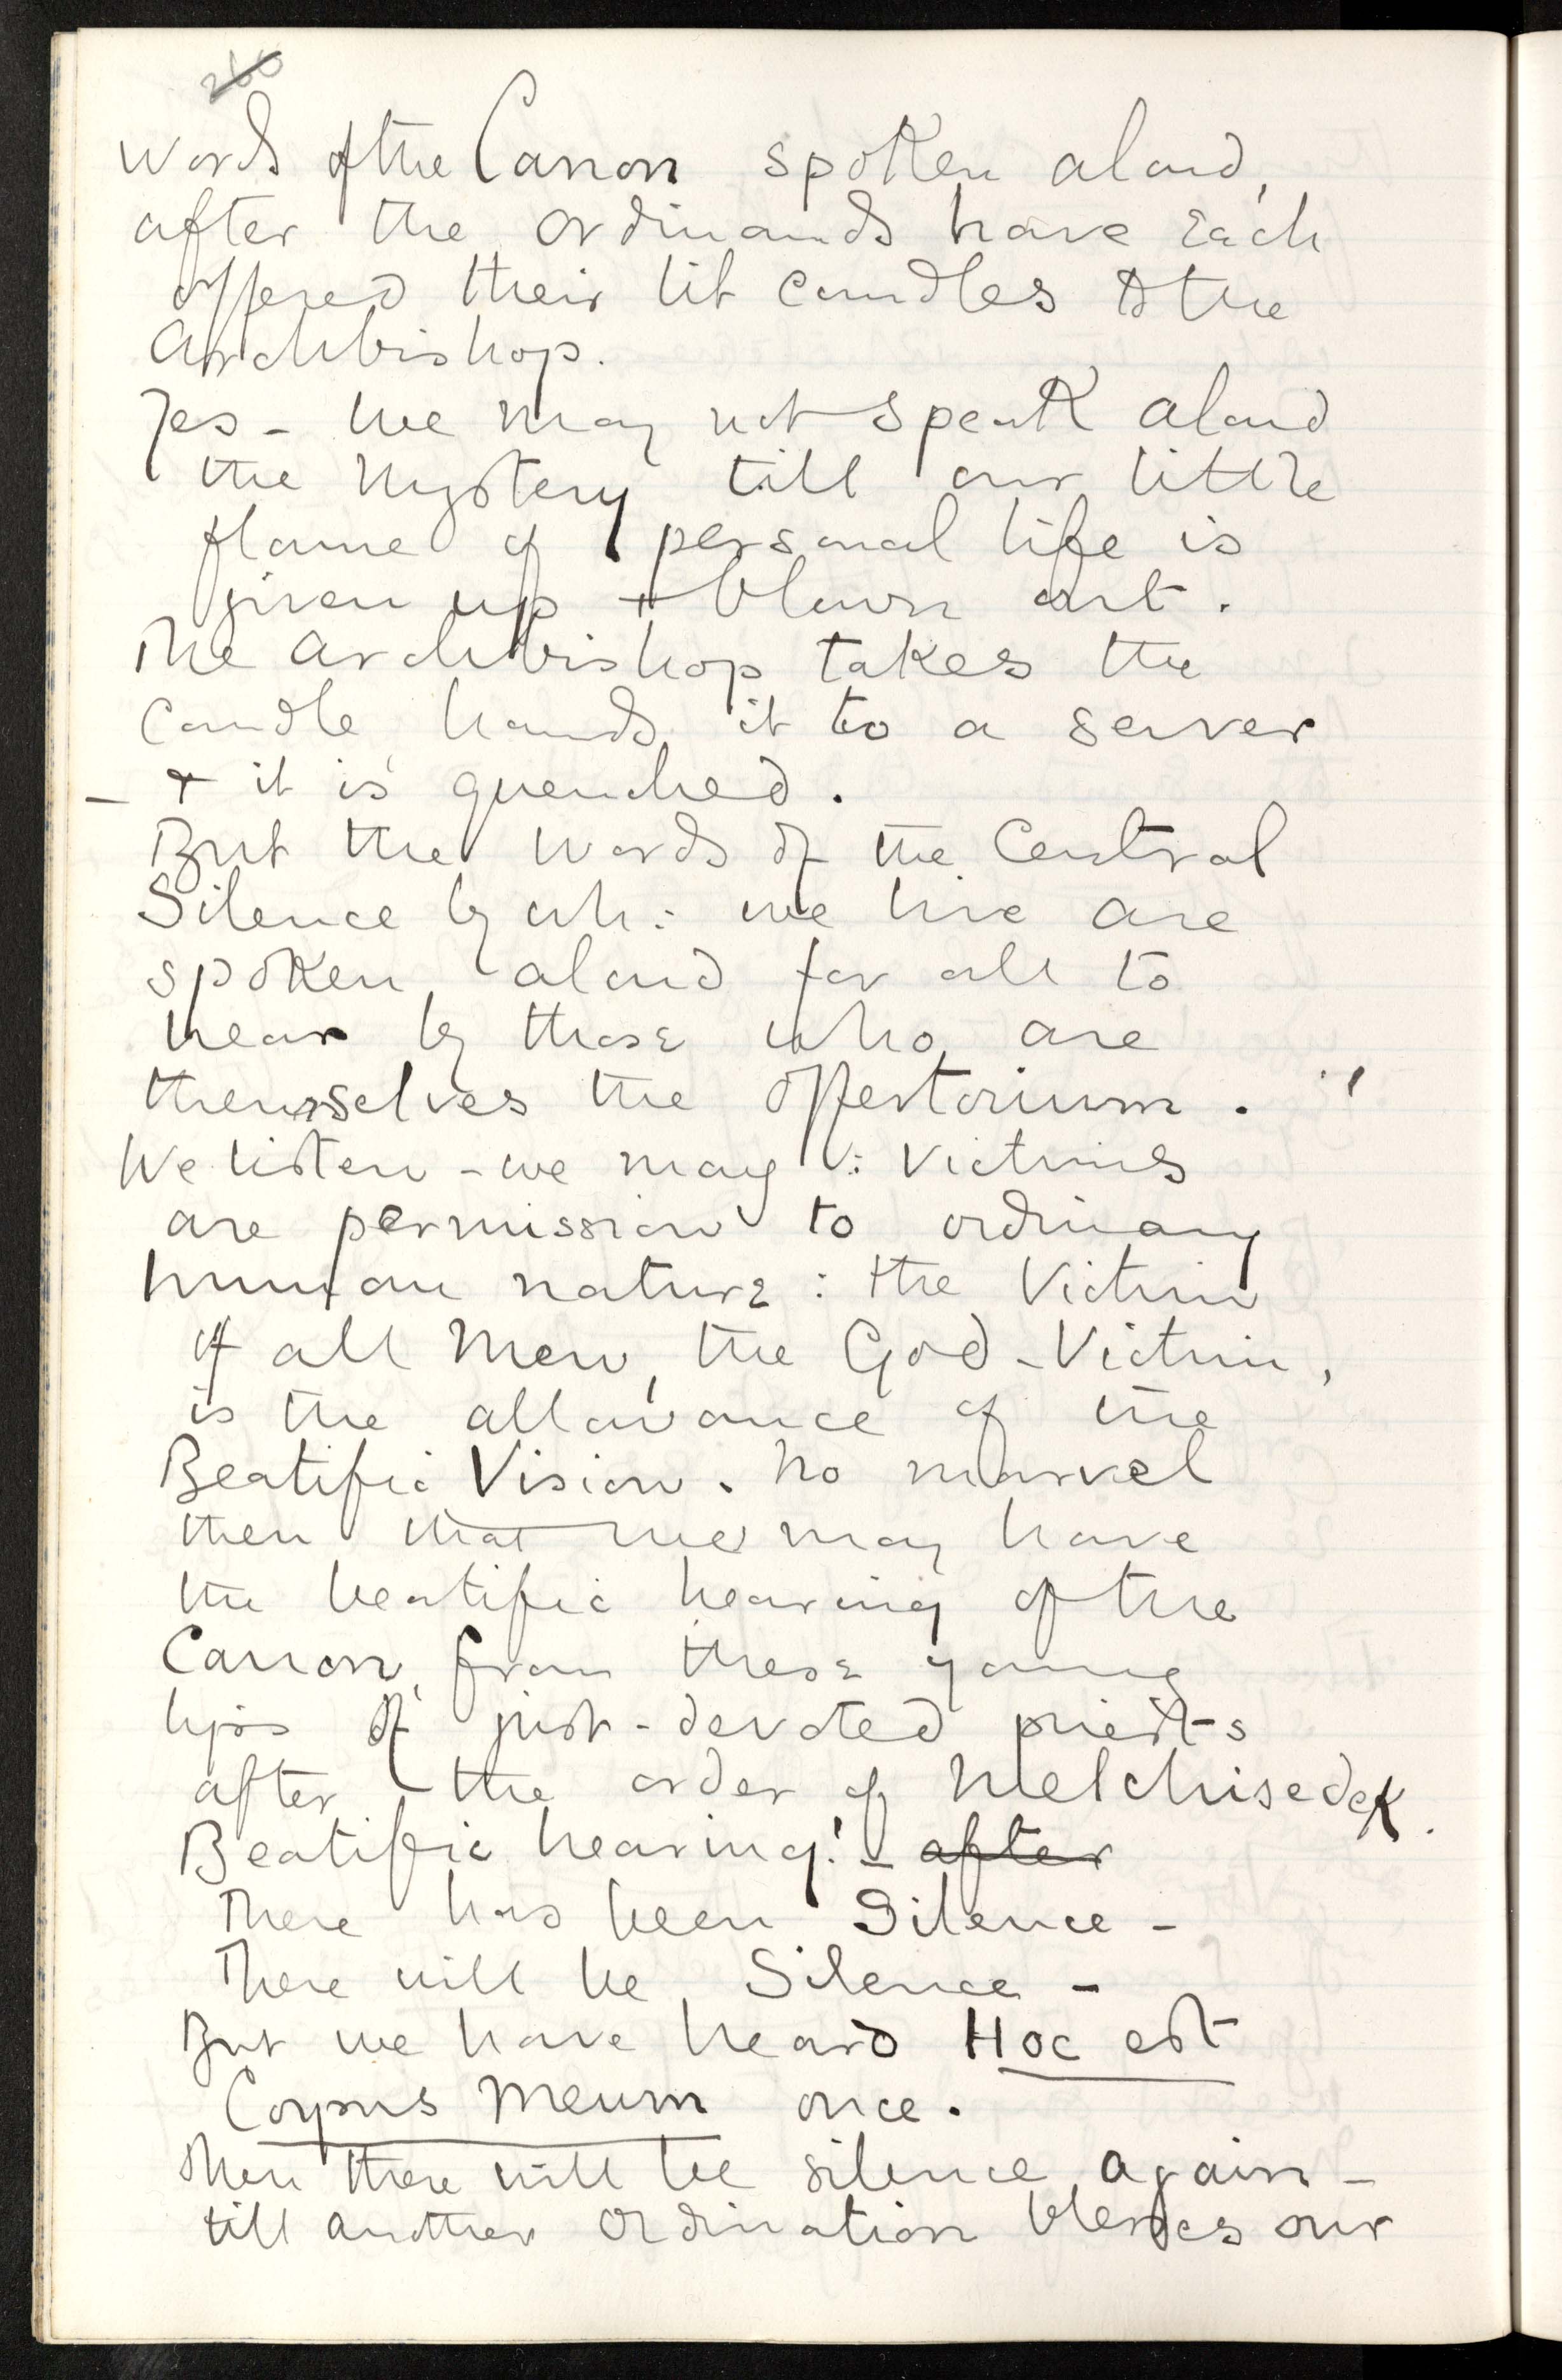 260
words of the Canon spoken aloud,
after the ordinands have Each
offered their lit candles to the
Archbishop.
Yes - we may not speak aloud
the Mystery till our little
flame of personal life is
given up + blown out.
The Archbishop takes the
candle, hands it to a server
- + it is quenched.
But the words of the Central
Silence by wh: we live are
spoken aloud for all to
hear by those who are
themselves the Offertorium.
We listen - we may: Victims
are permission to ordinary
human nature: the Victim
of all Men, the God-Victim,
is the allowance of the
Beatific Vision. No marvel
then that we may have
the beatific hearing of the
Canon, from these young
lips of just-devoted priests
after the order of Melchisedek.
Beatific hearing! - after
There has been Silence -
There will be Silence -
But we have heard Hoc est
Corpus Meum once.
Then there will be silence again -
till another Ordination blesses our